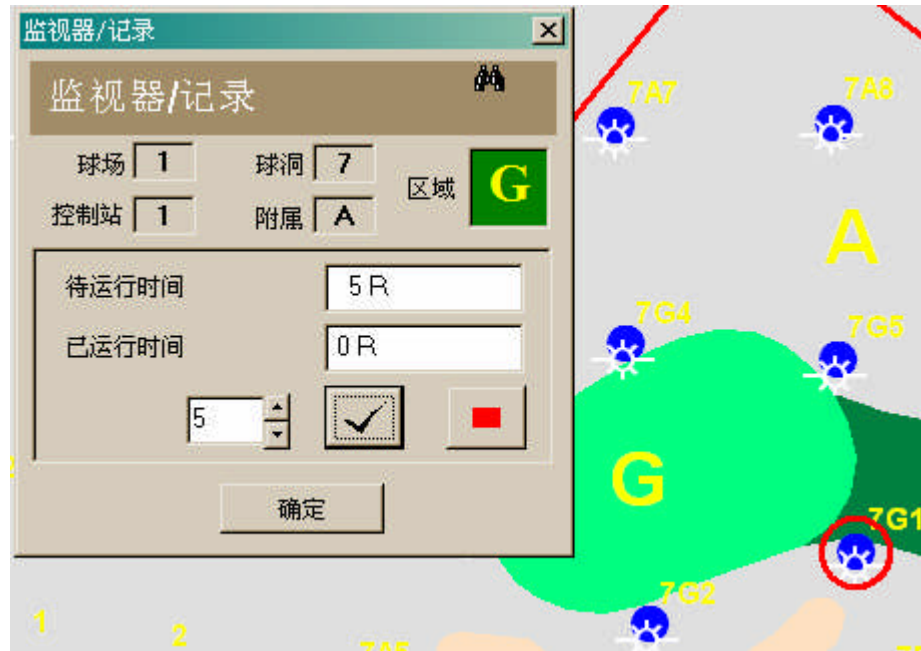 监视器/记录
监视器/记录
球场 1 球洞 7 区域 G
控制站 1 附属 A
待运行时间 5 R
已运行时间 0 R
5
确定
7A7 7A8
A
7G4 7G5
G
7G1
7G2
1 2
7A5